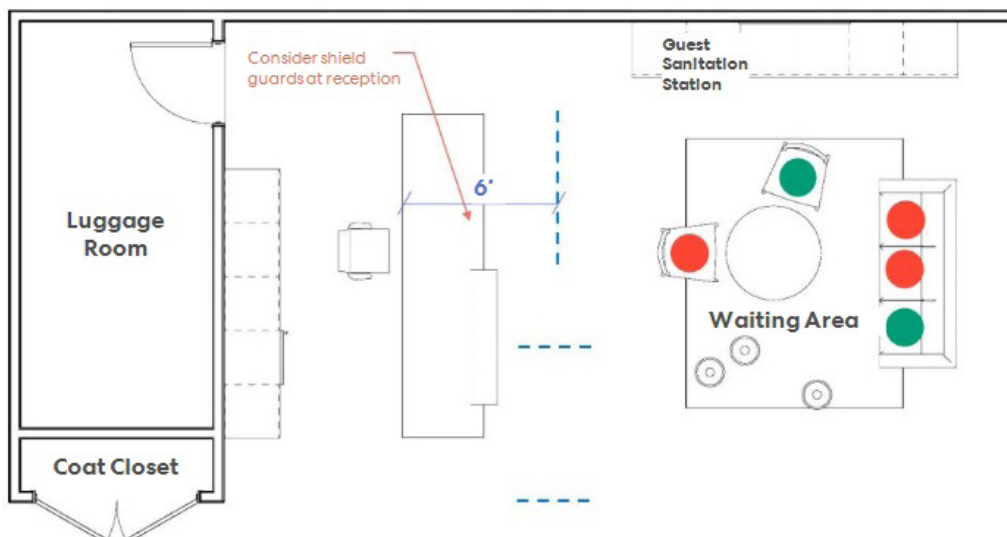 Consider shield
guards at reception
Guest
Sanitation
Station
6'
Luggage
Room
Waiting Area
Coat Closet